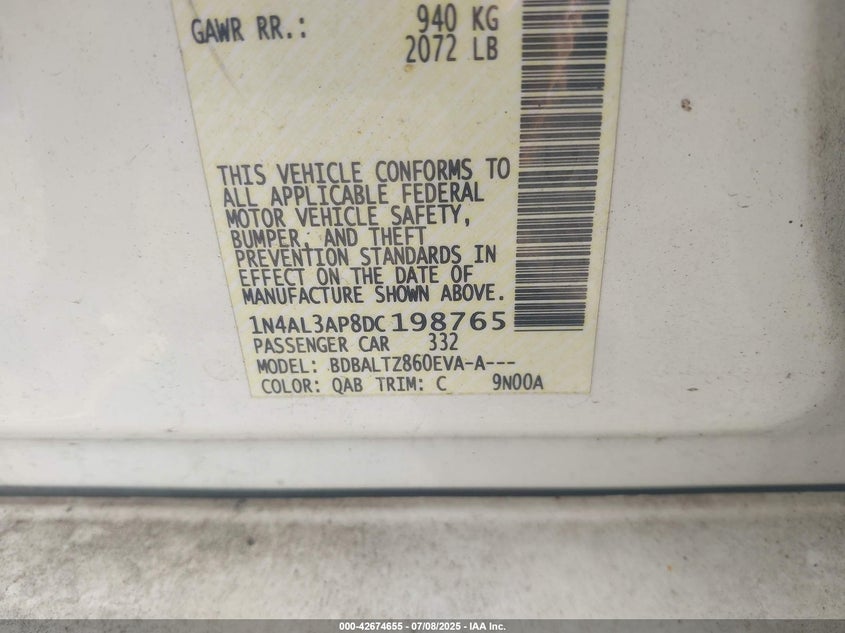 GAWR RR.: 940 KG
2072 LB
THIS VEHICLE CONFORMS TO
ALL APPLICABLE FEDERAL
MOTOR VEHICLE SAFETY,
BUMPER, AND THEFT
PREVENTION STANDARDS IN
EFFECT ON THE DATE OF
MANUFACTURE SHOWN ABOVE.
1N4AL3AP8DC198765
PASSENGER CAR 332
MODEL: BDBALTZ860EVA-A---
COLOR: QAB TRIM: C 9N00A
000-42674655 - 07/08/2025 - IAA Inc.